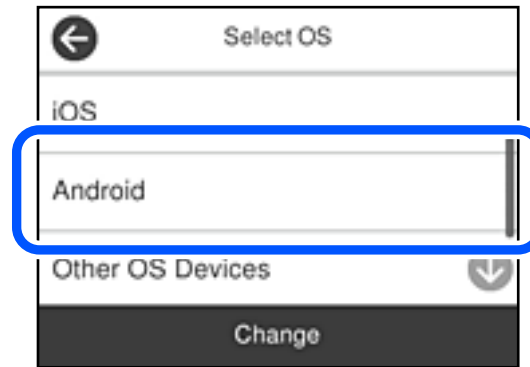 Select OS
iOS
Android
Other OS Devices
Change